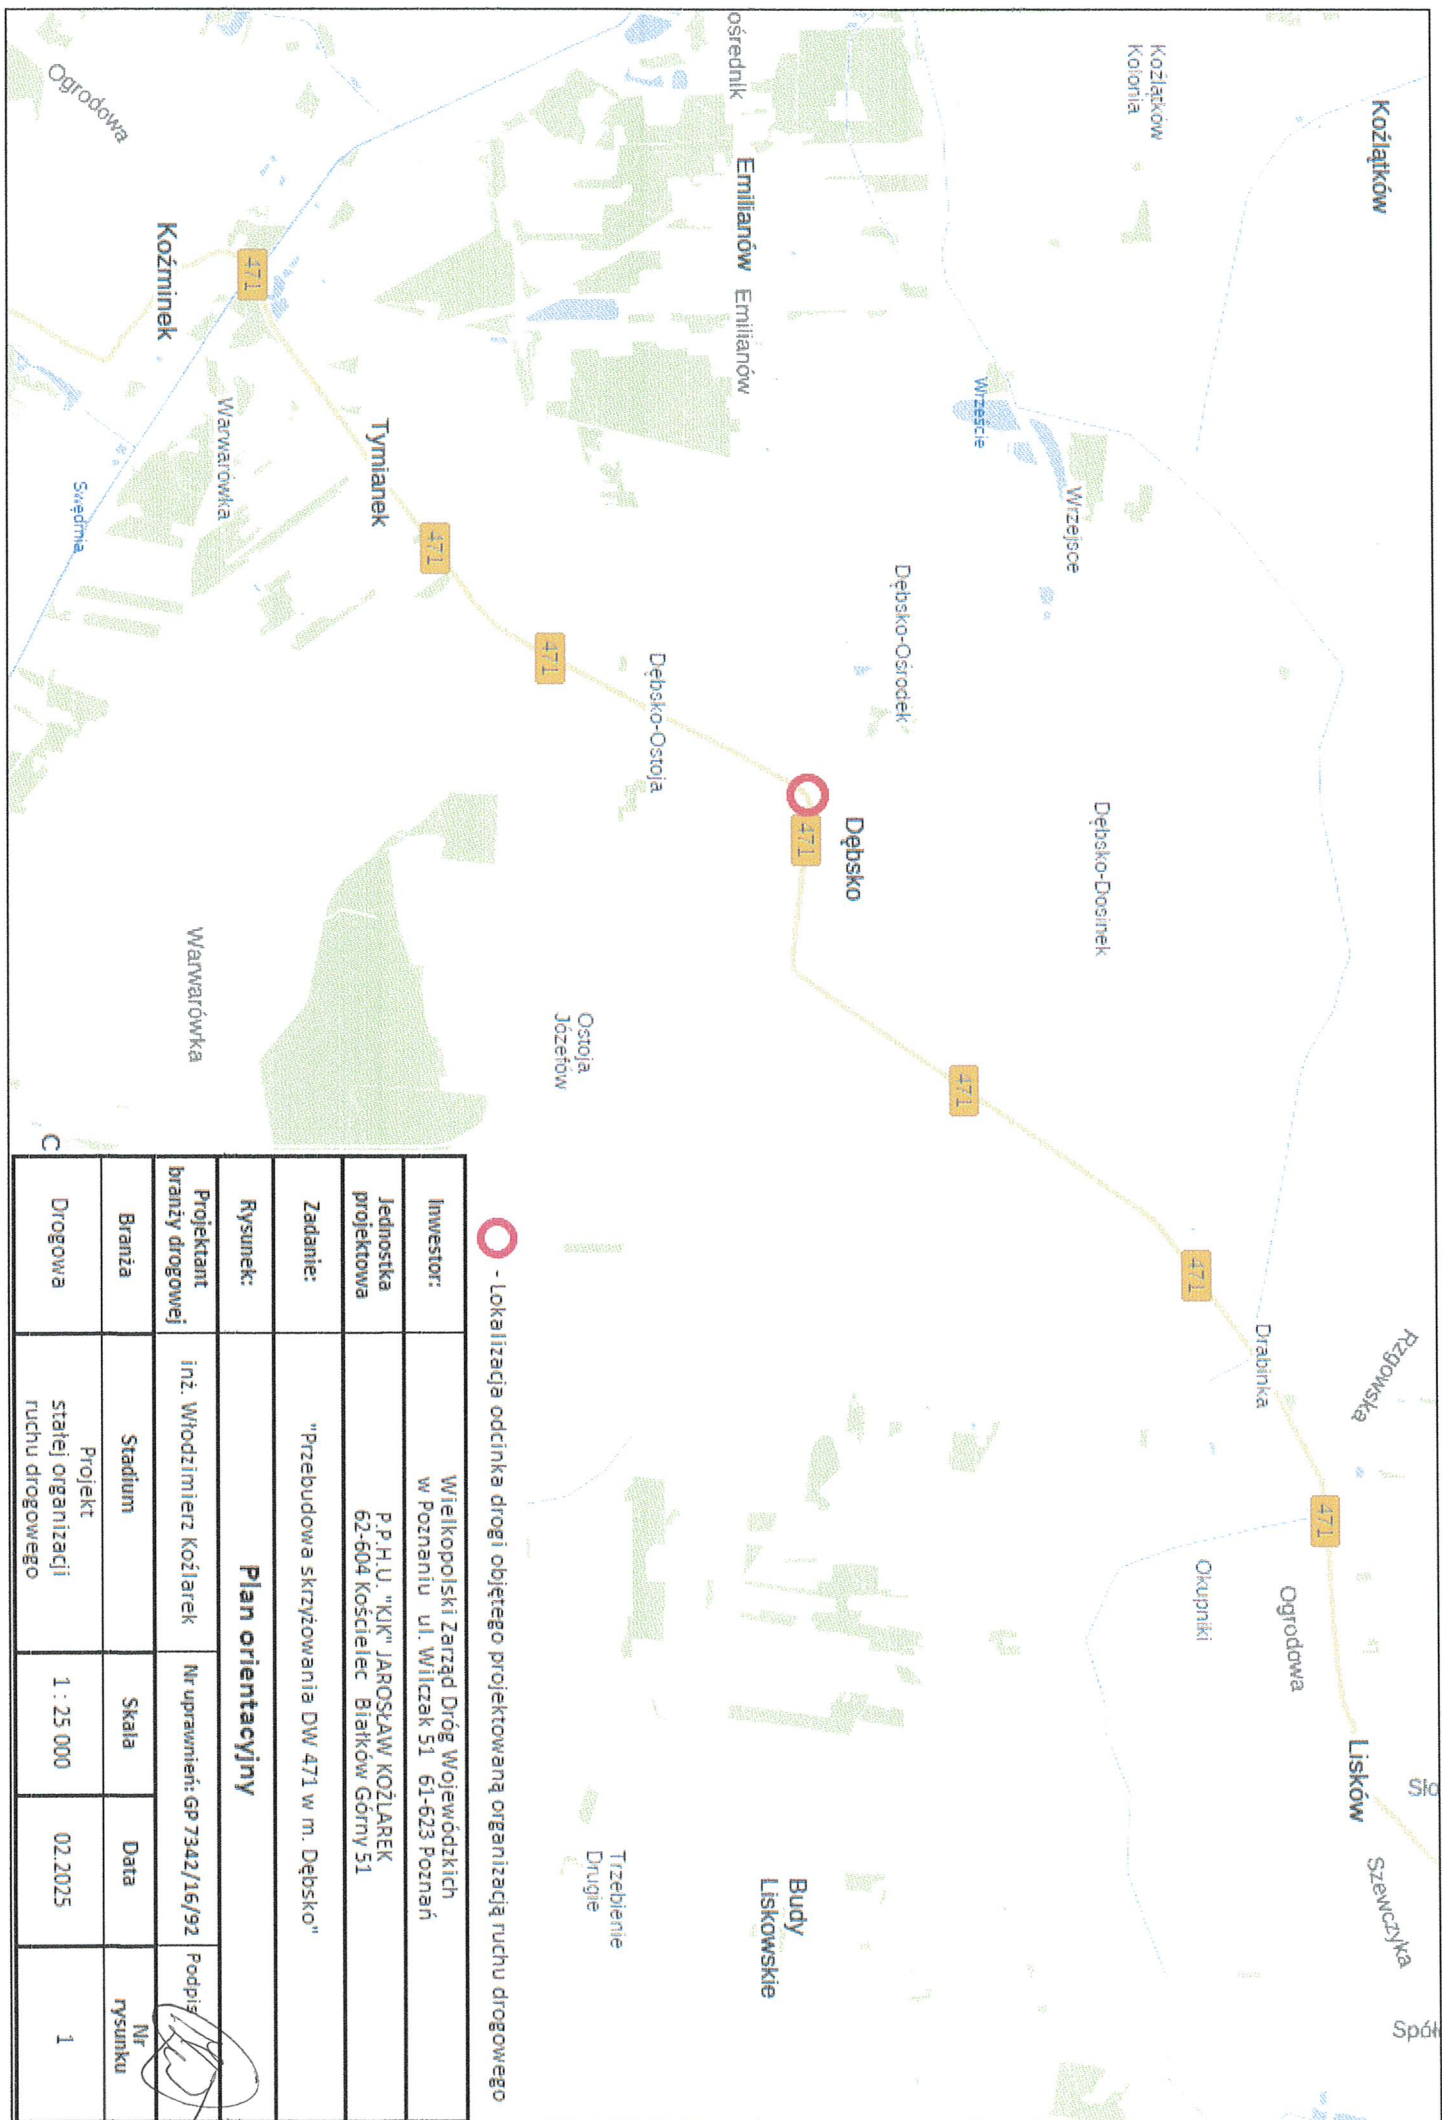 Koźlątków
Koźlątków
Kolonia
ośrednik
Emilianów
Emilianów
Ogrodowa
Koźminek
471
Wrzeście
Wrzejsce
Warwarówka
Tymianek
Swędrnia
471
Dębsko-Ośrodek
471
Dębsko-Ostoja
Dębsko
471
Dębsko-Dosinek
Warwarówka
Ostoja
Józefów
471
471
Drabinka
Rzgowska
471
Okupniki
Ogrodowa
Lisków
Sło
Szewczyka
Spół
Budy
Liskowskie
Trzebienie
Drugie
C
- Lokalizacja odcinka drogi objętego projektowaną organizacją ruchu drogowego
Inwestor:
Wielkopolski Zarząd Dróg Wojewódzkich
w Poznaniu ul. Wilczak 51 61-623 Poznań
Jednostka
projektowa
P.P.H.U. "KJK" JAROSŁAW KOŹLAREK
62-604 Kościelec Białków Górny 51
Zadanie:
"Przebudowa skrzyżowania DW 471 w m. Dębsko"
Rysunek:
Plan orientacyjny
Projektant
branży drogowej
inż. Włodzimierz Koźlarek
Nr uprawnień: GP 7342/16/92
Podpis
Branża
Stadium
Skala
Data
Nr
rysunku
Drogowa
Projekt
stałej organizacji
ruchu drogowego
1 : 25 000
02.2025
1